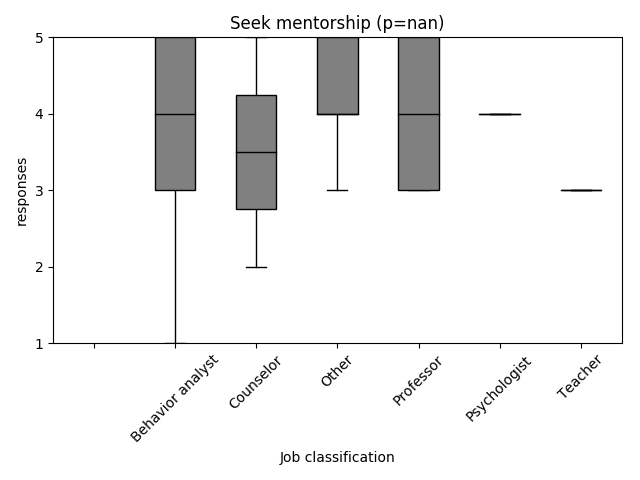 Seek mentorship (p=nan)
5
4
3
2
1
responses
Behavior analyst
Counselor
Other
Professor
Psychologist
Teacher
Job classification